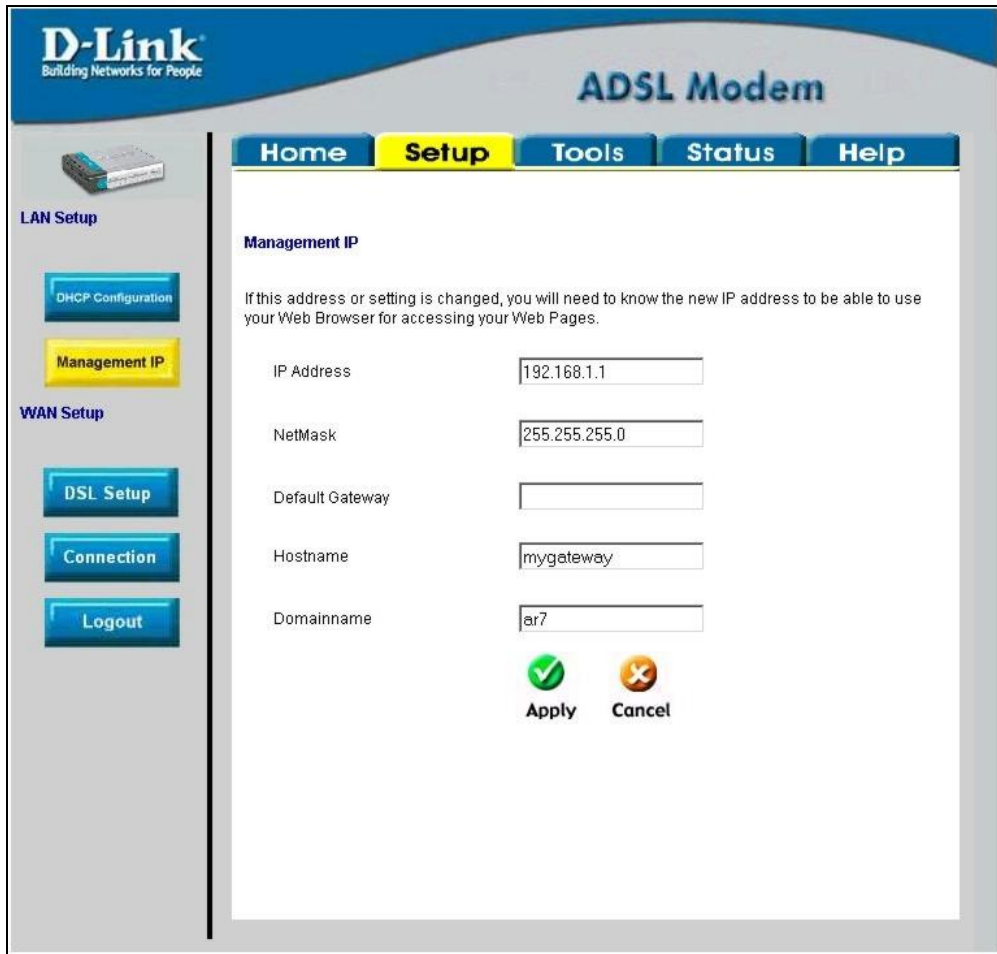 D-Link
Building Networks for People
ADSL Modem
Home Setup Tools Status Help
LAN Setup
DHCP Configuration
Management IP
WAN Setup
DSL Setup
Connection
Logout
Management IP
If this address or setting is changed, you will need to know the new IP address to be able to use
your Web Browser for accessing your Web Pages.
IP Address 192.168.1.1
NetMask 255.255.255.0
Default Gateway
Hostname mygateway
Domainname ar7
Apply Cancel